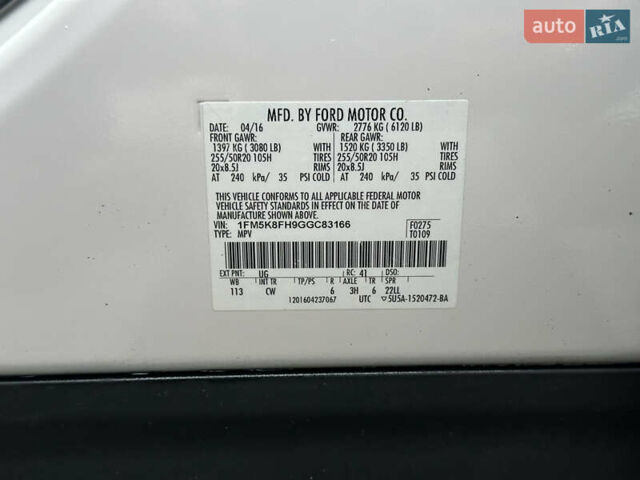 auto RIA.com
MFD. BY FORD MOTOR CO.
DATE: 04/16 GVWR: 2776 KG ( 6120 LB)
FRONT GAWR: REAR GAWR:
1397 KG ( 3080 LB) WITH 1520 KG ( 3350 LB) WITH
255/50R20 105H TIRES 255/50R20 105H TIRES
20x8.5J RIMS 20x8.5J RIMS
AT 240 kPa/ 35 PSI COLD AT 240 kPa/ 35 PSI COLD
THIS VEHICLE CONFORMS TO ALL APPLICABLE FEDERAL MOTOR
VEHICLE SAFETY STANDARDS IN EFFECT ON THE DATE OF
MANUFACTURE SHOWN ABOVE.
VIN: 1FM5K8FH9GGC83166 F0275
TYPE: MPV T0109
EXT PNT: UG RC: 41 DSO:
WB INT TR TP/PS R AXLE TR SPR
113 CW 6 3H 6 22LL
1201604237067 UTC ▽5U5A-1520472-BA